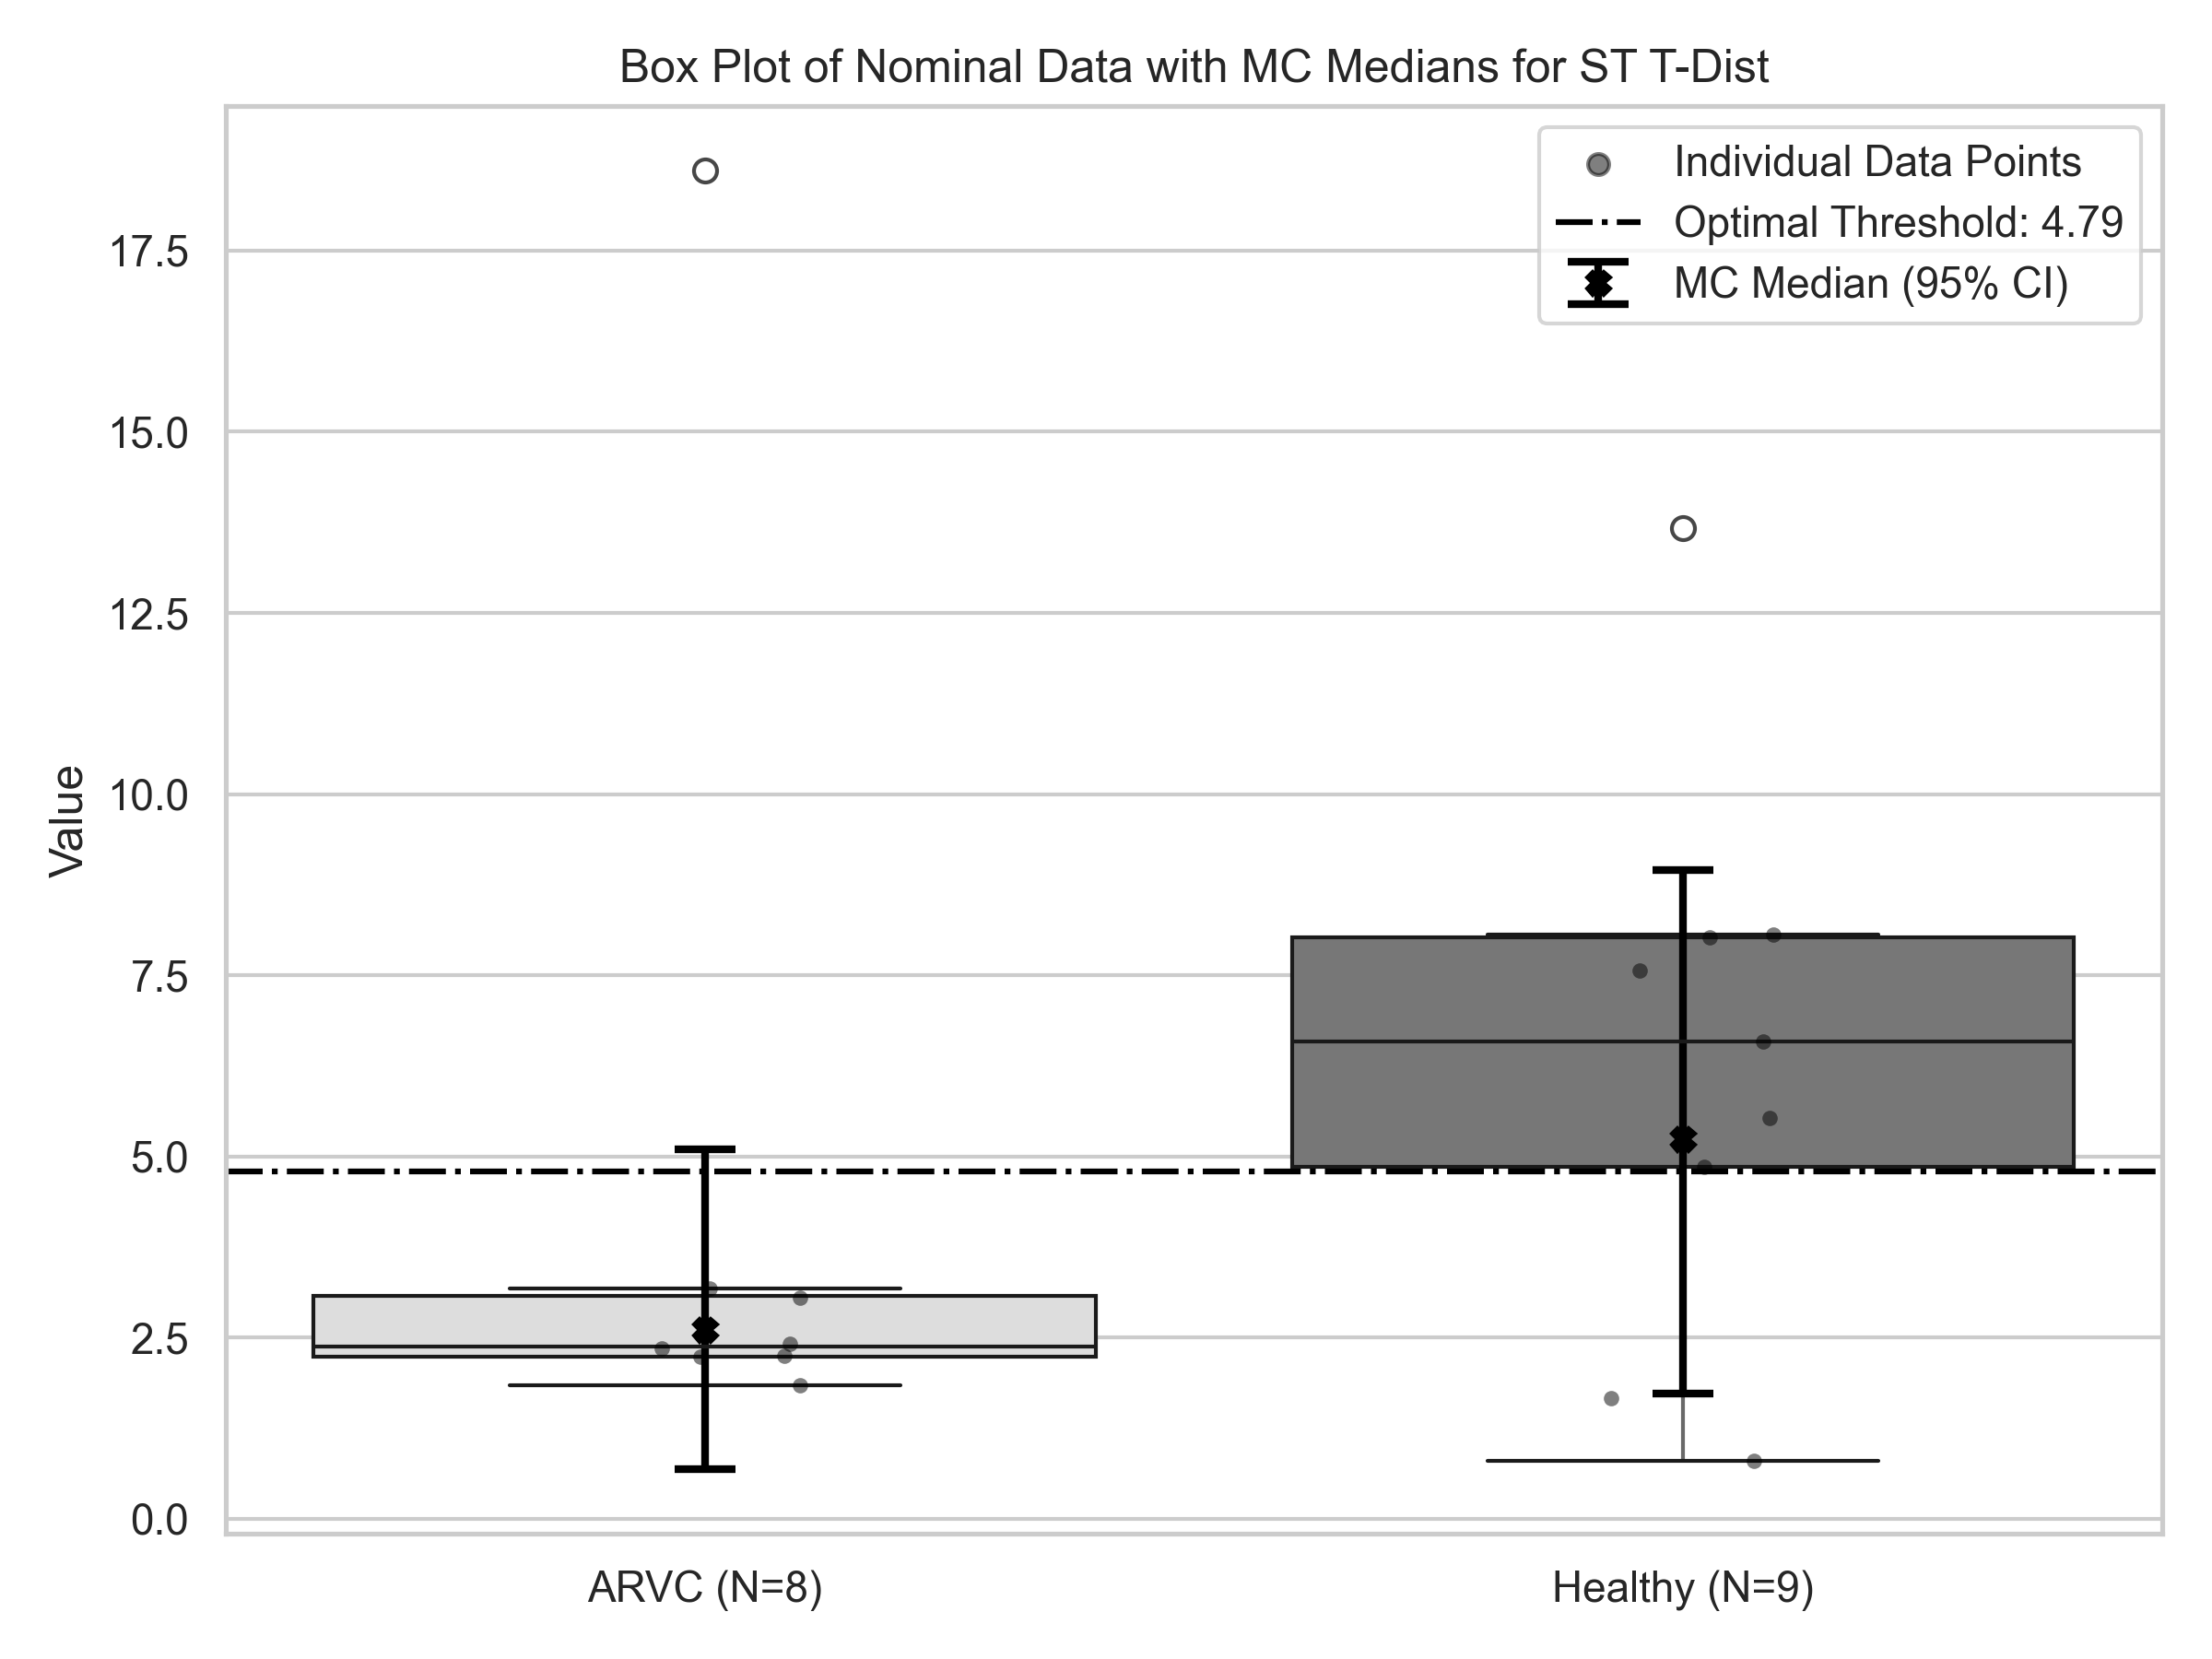 Box Plot of Nominal Data with MC Medians for ST T-Dist
Individual Data Points
Optimal Threshold: 4.79
MC Median (95% CI)
Value
17.5
15.0
12.5
10.0
7.5
5.0
2.5
0.0
ARVC (N=8)
Healthy (N=9)